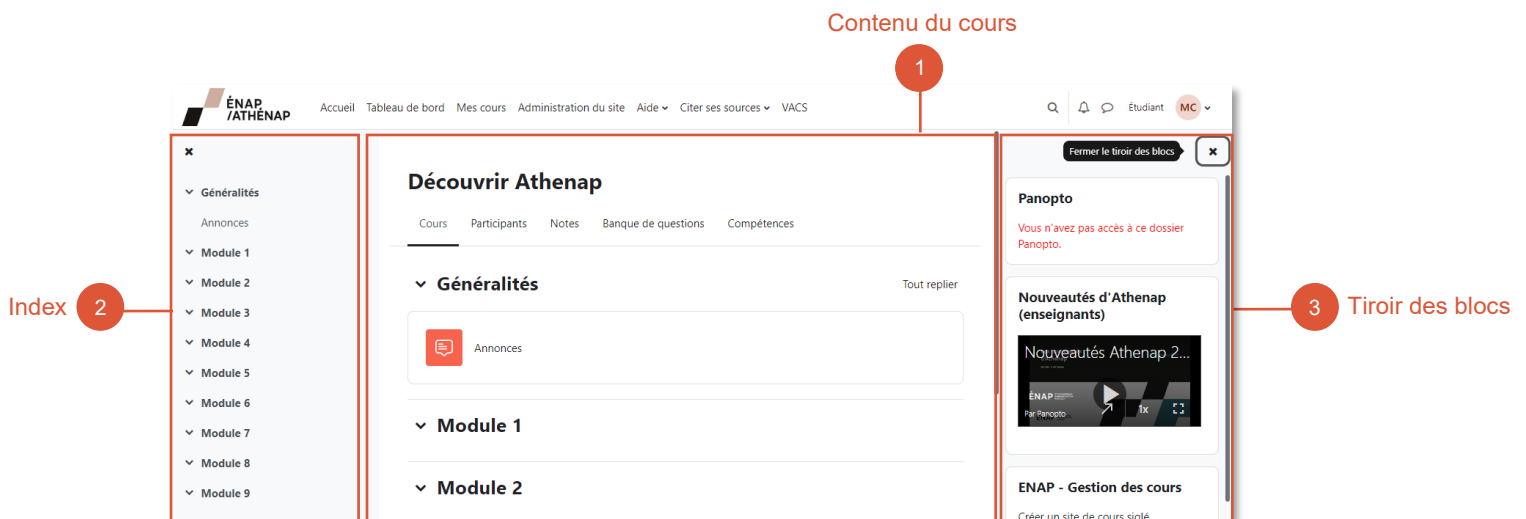 Contenu du cours
1
ÉNAP
/ATHÉNAP
Accueil Tableau de bord Mes cours Administration du site Aide Citer ses sources VACS
Étudiant MC
Index 2
Généralités
Annonces
Module 1
Module 2
Module 3
Module 4
Module 5
Module 6
Module 7
Module 8
Module 9
Découvrir Athenap
Cours Participants Notes Banque de questions Compétences
Généralités
Tout replier
Annonces
Module 1
Module 2
Fermer le tiroir des blocs
Panopto
Vous n'avez pas accès à ce dossier
Panopto.
Nouveautés d'Athenap
(enseignants)
Nouveautés Athenap 2...
ÉNAP
Par Panopto
1x
ENAP - Gestion des cours
Créer un site de cours siglé
3 Tiroir des blocs